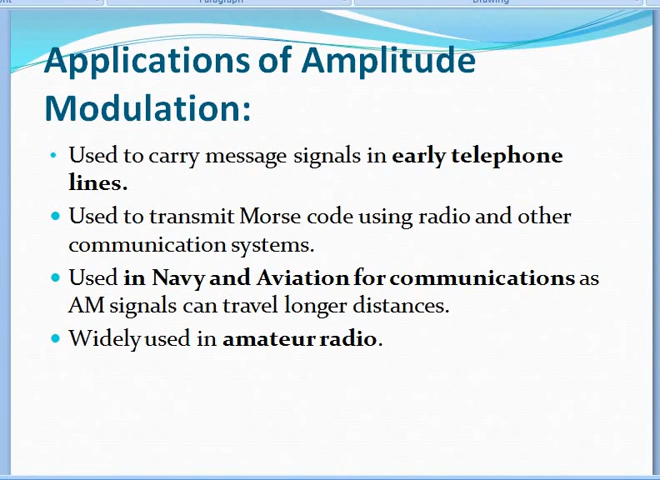 Paragraph
Drawing
Applications of Amplitude
Modulation:
• Used to carry message signals in early telephone
lines.
• Used to transmit Morse code using radio and other
communication systems.
• Used in Navy and Aviation for communications as
AM signals can travel longer distances.
• Widely used in amateur radio.